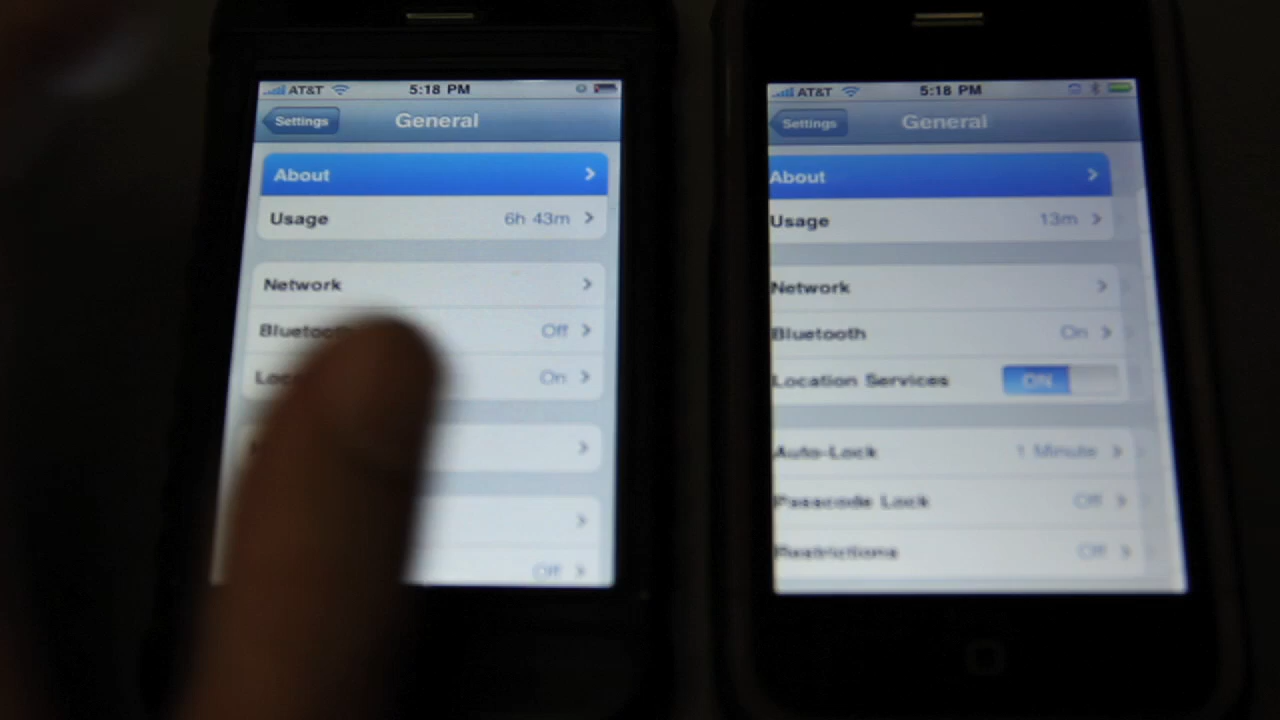 AT&T 5:18 PM
Settings General
About
Usage 6h 43m
Network
Bluetooth Off
On
Off
AT&T 5:18 PM
Settings General
About
Usage 13m
Network
Bluetooth On
Location Services ON
Auto-Lock 1 Minute
Passcode Lock Off
Restrictions Off